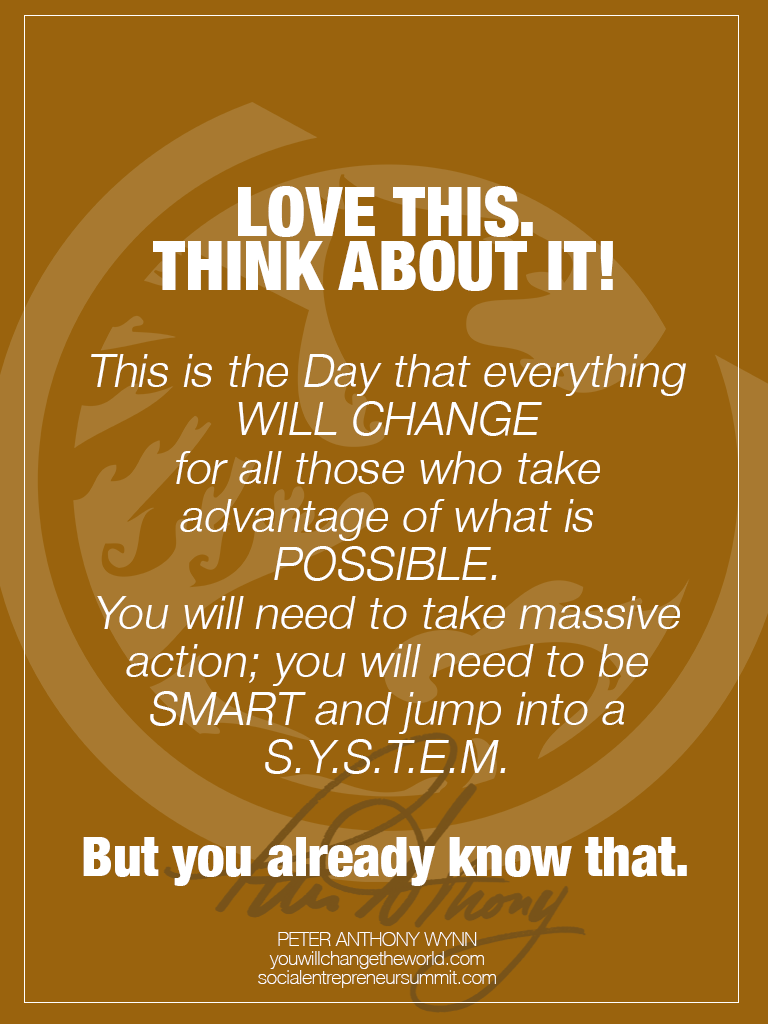 LOVE THIS.
THINK ABOUT IT!
This is the Day that everything
WILL CHANGE
for all those who take
advantage of what is
POSSIBLE.
You will need to take massive
action; you will need to be
SMART and jump into a
S.Y.S.T.E.M.
But you already know that.
Peter Anthony
PETER ANTHONY WYNN
youwillchangetheworld.com
socialentrepreneursummit.com